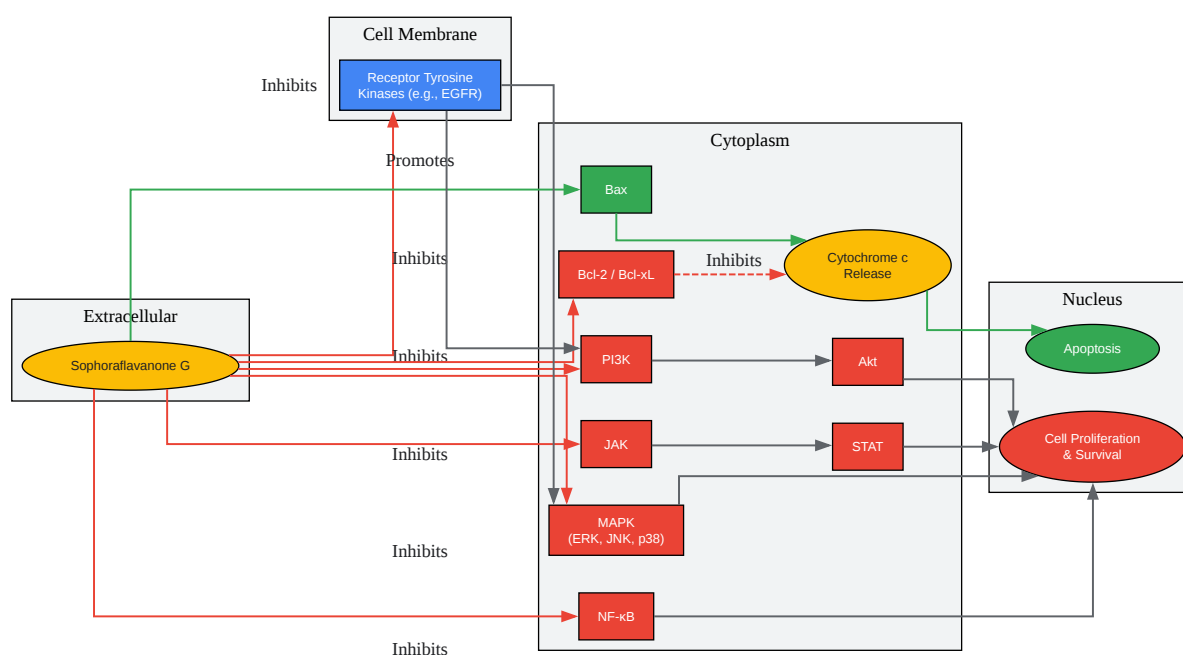 Cell Membrane
Receptor Tyrosine
Kinases (e.g., EGFR)
Inhibits
Cytoplasm
Promotes
Bax
Inhibits
Bcl-2 / Bcl-xL
Inhibits
Cytochrome c
Release
Extracellular
Sophoraflavanone G
Inhibits
PI3K
Akt
Nucleus
Apoptosis
Inhibits
JAK
STAT
Cell Proliferation
& Survival
Inhibits
MAPK
(ERK, JNK, p38)
NF-κB
Inhibits